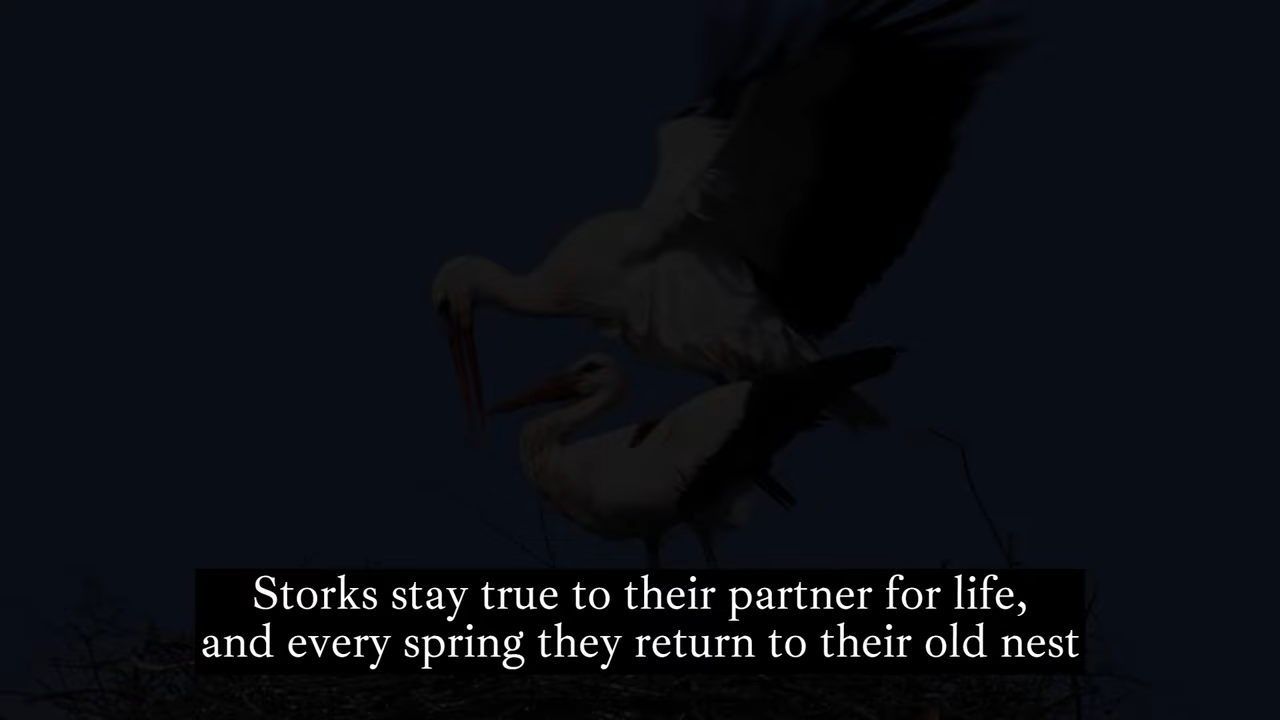 Storks stay true to their partner for life,
and every spring they return to their old nest